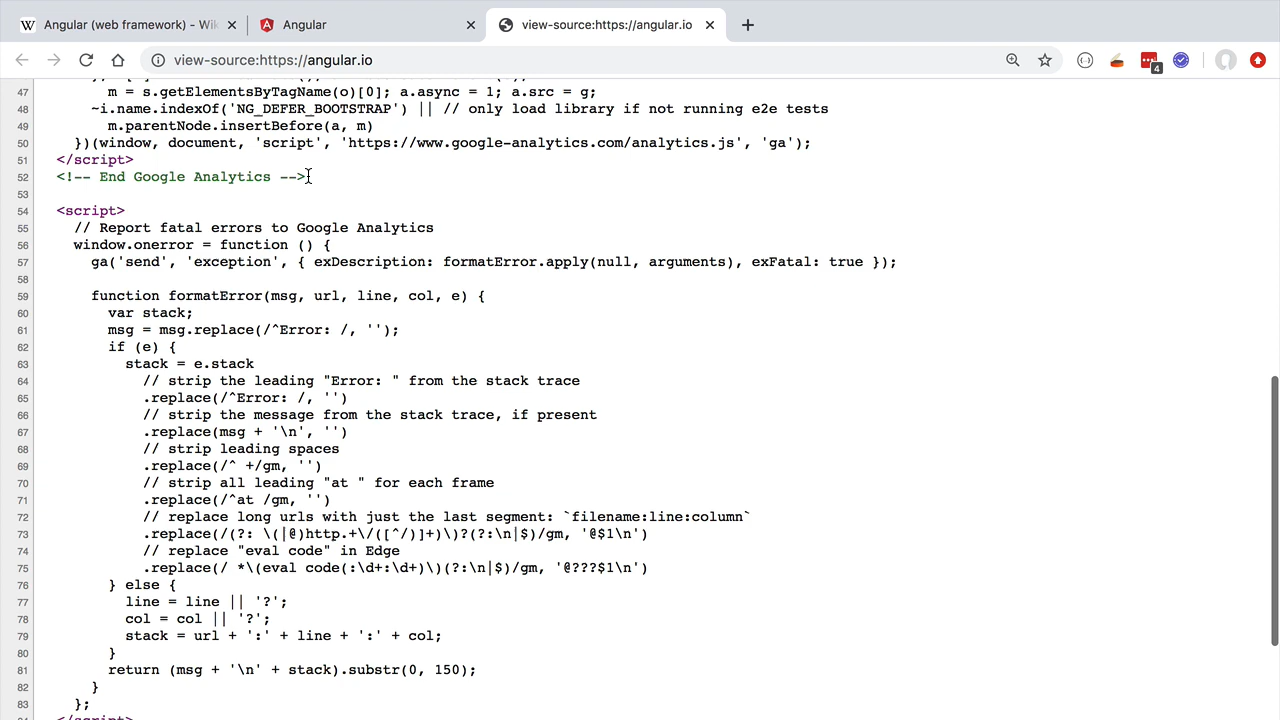 Angular (web framework) - Wik
Angular
view-source:https://angular.io
view-source:https://angular.io
4
47 m = s.getElementsByTagName(o)[0]; a.async = 1; a.src = g;
48 ~i.name.indexOf('NG_DEFER_BOOTSTRAP') || // only load library if not running e2e tests
49 m.parentNode.insertBefore(a, m)
50 })(window, document, 'script', 'https://www.google-analytics.com/analytics.js', 'ga');
51 </script>
52 <!-- End Google Analytics -->
53
54 <script>
55 // Report fatal errors to Google Analytics
56 window.onerror = function () {
57 ga('send', 'exception', { exDescription: formatError.apply(null, arguments), exFatal: true });
58
59 function formatError(msg, url, line, col, e) {
60 var stack;
61 msg = msg.replace(/^Error: /, '');
62 if (e) {
63 stack = e.stack
64 // strip the leading "Error: " from the stack trace
65 .replace(/^Error: /, '')
66 // strip the message from the stack trace, if present
67 .replace(msg + '\n', '')
68 // strip leading spaces
69 .replace(/^ +/gm, '')
70 // strip all leading "at " for each frame
71 .replace(/^at /gm, '')
72 // replace long urls with just the last segment: `filename:line:column`
73 .replace(/(?: \(|@)http.+\/([^/)]+)\)?(?:\n|$)/gm, '@$1\n')
74 // replace "eval code" in Edge
75 .replace(/ *\(eval code(:\d+:\d+)\)(?:\n|$)/gm, '@???$1\n')
76 } else {
77 line = line || '?';
78 col = col || '?';
79 stack = url + ':' + line + ':' + col;
80 }
81 return (msg + '\n' + stack).substr(0, 150);
82 }
83 };
</script>